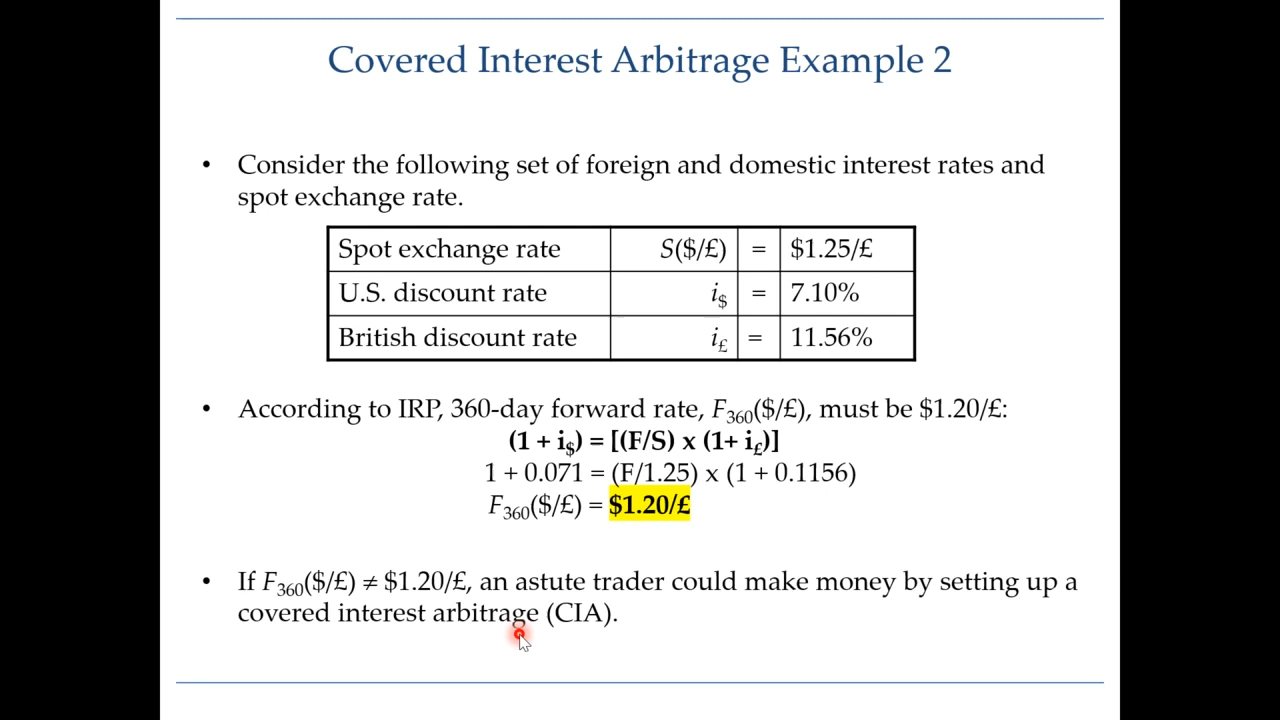 Covered Interest Arbitrage Example 2
• Consider the following set of foreign and domestic interest rates and
spot exchange rate.
Spot exchange rate S($/£) = $1.25/£
U.S. discount rate i$ = 7.10%
British discount rate i£ = 11.56%
• According to IRP, 360-day forward rate, F360($/£), must be $1.20/£:
(1 + i$) = [(F/S) x (1+ i£)]
1 + 0.071 = (F/1.25) x (1 + 0.1156)
F360($/£) = $1.20/£
• If F360($/£) ≠ $1.20/£, an astute trader could make money by setting up a
covered interest arbitrage (CIA).